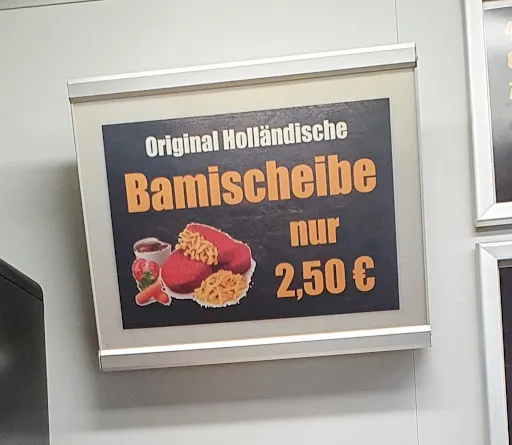 Original Holländische
Bamischeibe
nur
2,50 €